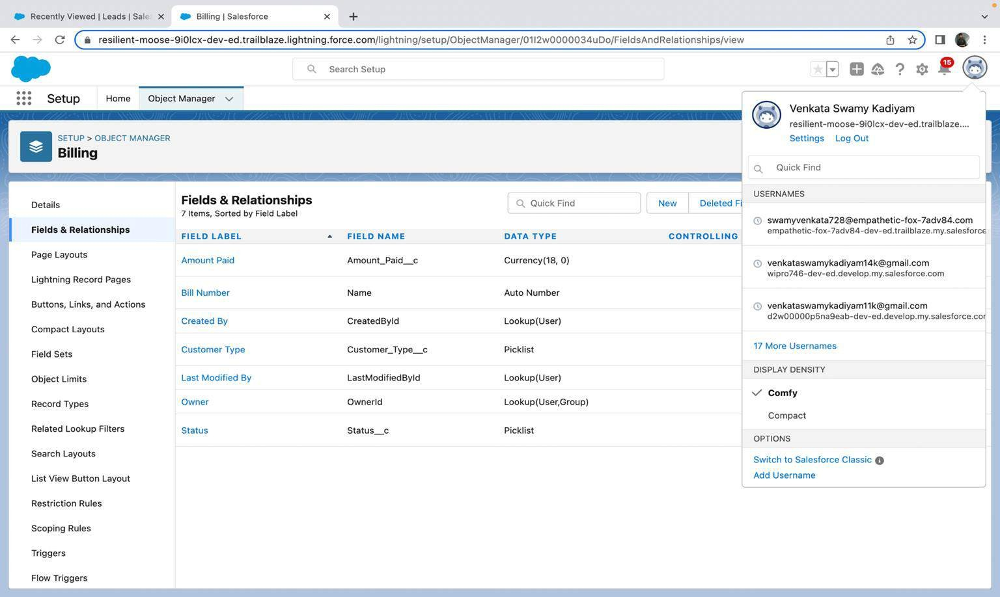 Recently Viewed | Leads | Sale
Billing | Salesforce
resilient-moose-9i0lcx-dev-ed.trailblaze.lightning.force.com/lightning/setup/ObjectManager/01I2w0000034uDo/FieldsAndRelationships/view
Search Setup
15
Setup
Home
Object Manager
SETUP > OBJECT MANAGER
Billing
Details
Fields & Relationships
Page Layouts
Lightning Record Pages
Buttons, Links, and Actions
Compact Layouts
Field Sets
Object Limits
Record Types
Related Lookup Filters
Search Layouts
List View Button Layout
Restriction Rules
Scoping Rules
Triggers
Flow Triggers
Fields & Relationships
7 Items, Sorted by Field Label
Quick Find
New
Deleted Fi
FIELD LABEL FIELD NAME DATA TYPE CONTROLLING
Amount Paid Amount_Paid__c Currency(18, 0)
Bill Number Name Auto Number
Created By CreatedById Lookup(User)
Customer Type Customer_Type__c Picklist
Last Modified By LastModifiedById Lookup(User)
Owner OwnerId Lookup(User,Group)
Status Status__c Picklist
Venkata Swamy Kadiyam
resilient-moose-9i0lcx-dev-ed.trailblaze....
Settings Log Out
Quick Find
USERNAMES
swamyvenkata728@empathetic-fox-7adv84.com
empathetic-fox-7adv84-dev-ed.trailblaze.my.salesforce
venkataswamykadiyam14k@gmail.com
wipro746-dev-ed.develop.my.salesforce.com
venkataswamykadiyam11k@gmail.com
d2w00000p5na9eab-dev-ed.develop.my.salesforce.cor
17 More Usernames
DISPLAY DENSITY
Comfy
Compact
OPTIONS
Switch to Salesforce Classic
Add Username